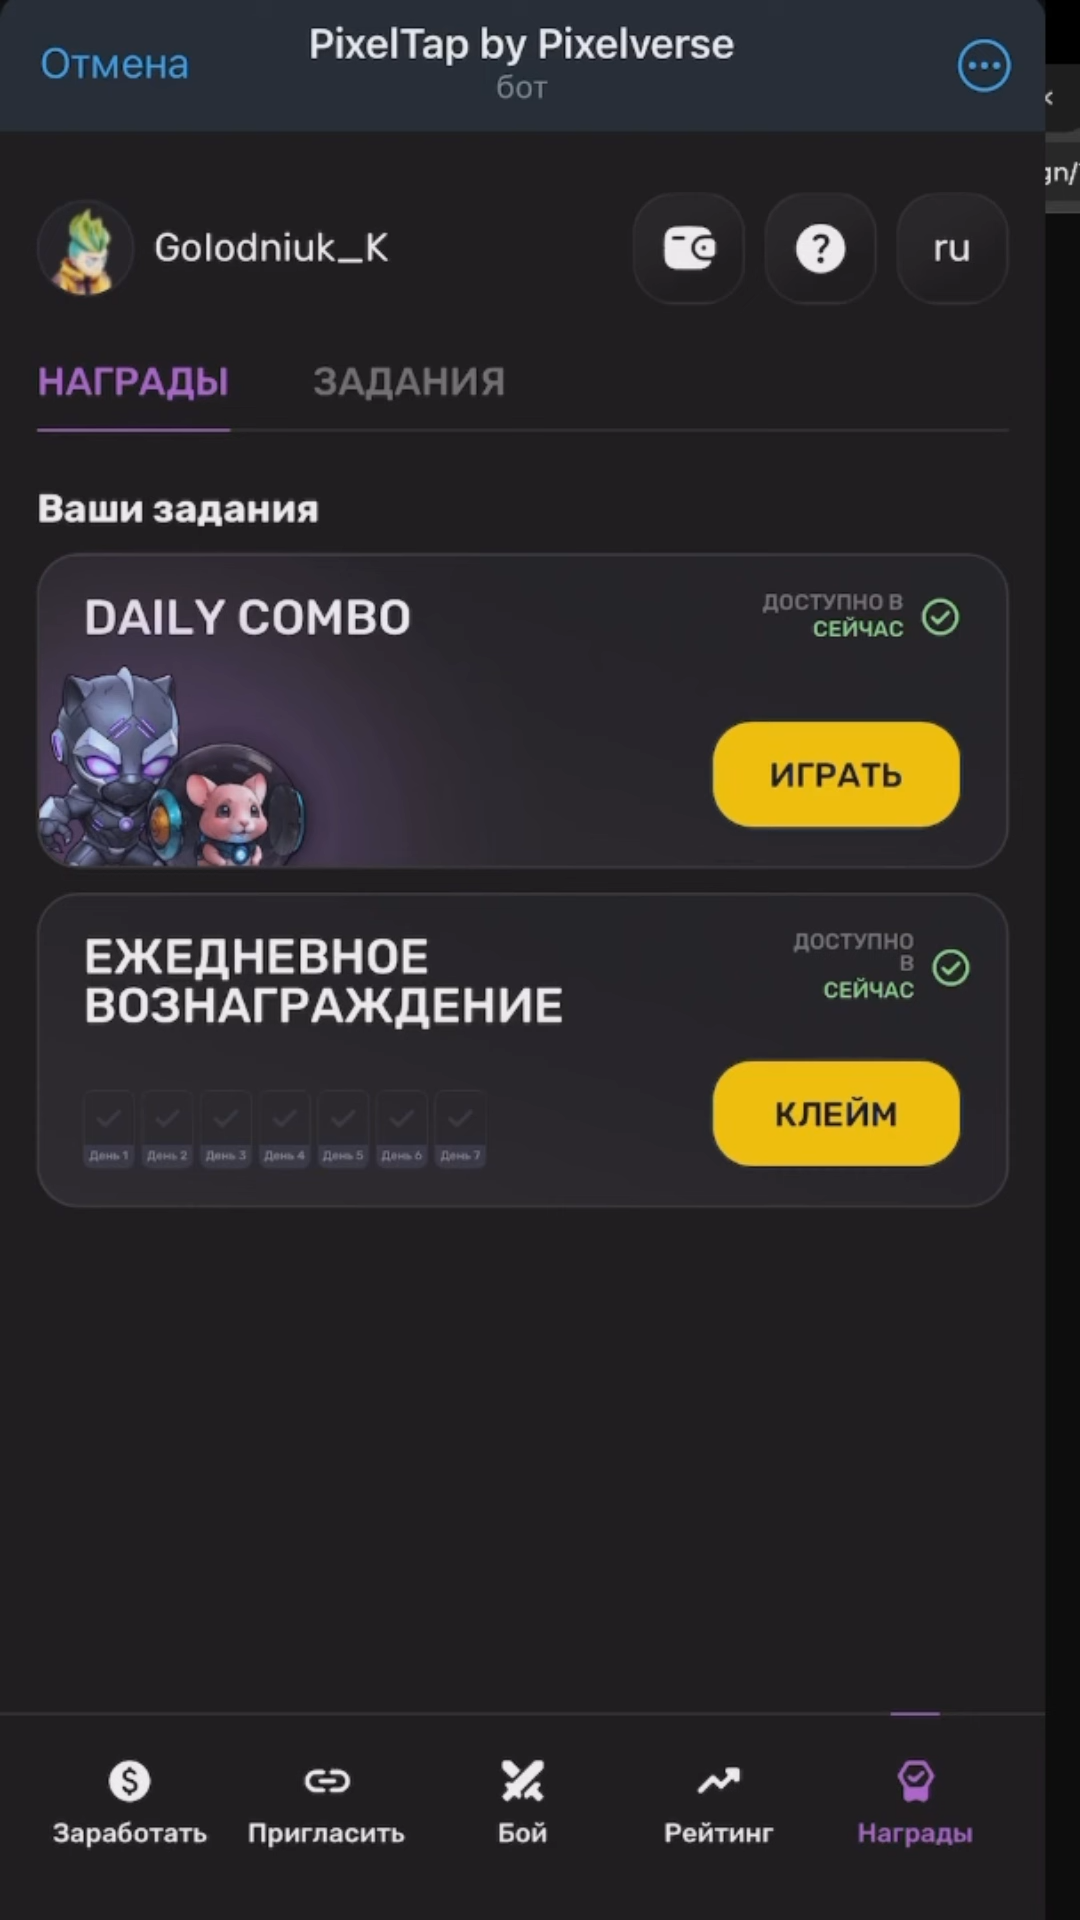 Отмена
PixelTap by Pixelverse
бот
Golodniuk_K
ru
НАГРАДЫ
ЗАДАНИЯ
Ваши задания
DAILY COMBO
ДОСТУПНО В
СЕЙЧАС
ИГРАТЬ
ЕЖЕДНЕВНОЕ
ВОЗНАГРАЖДЕНИЕ
ДОСТУПНО
В
СЕЙЧАС
День 1 День 2 День 3 День 4 День 5 День 6 День 7
КЛЕЙМ
Заработать
Пригласить
Бой
Рейтинг
Награды